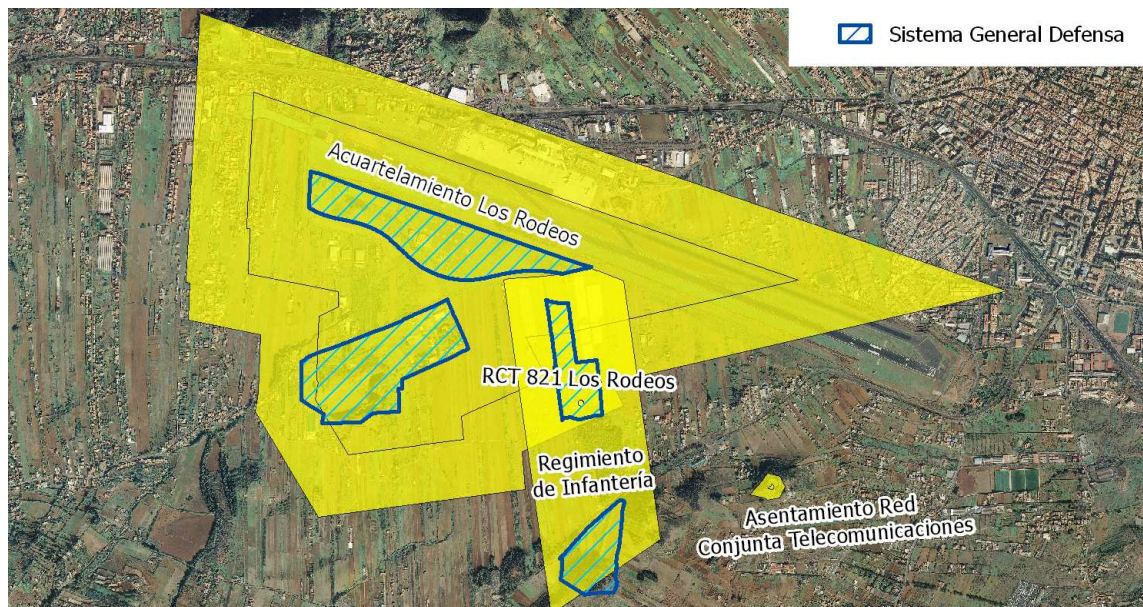 Sistema General Defensa
Acuartelamiento Los Rodeos
RCT 821 Los Rodeos
Regimiento
de Infantería
Asentamiento Red
Conjunta Telecomunicaciones